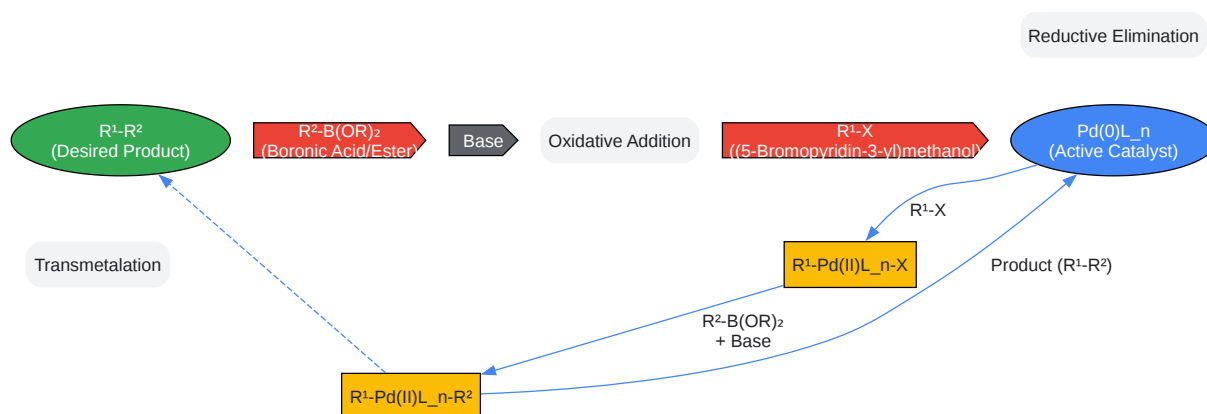 Reductive Elimination
R¹-R²
(Desired Product)
R²-B(OR)₂
(Boronic Acid/Ester)
Base
Oxidative Addition
R¹-X
((5-Bromopyridin-3-yl)methanol)
Pd(0)L_n
(Active Catalyst)
R¹-X
Transmetalation
R¹-Pd(II)L_n-X
Product (R¹-R²)
R²-B(OR)₂
+ Base
R¹-Pd(II)L_n-R²